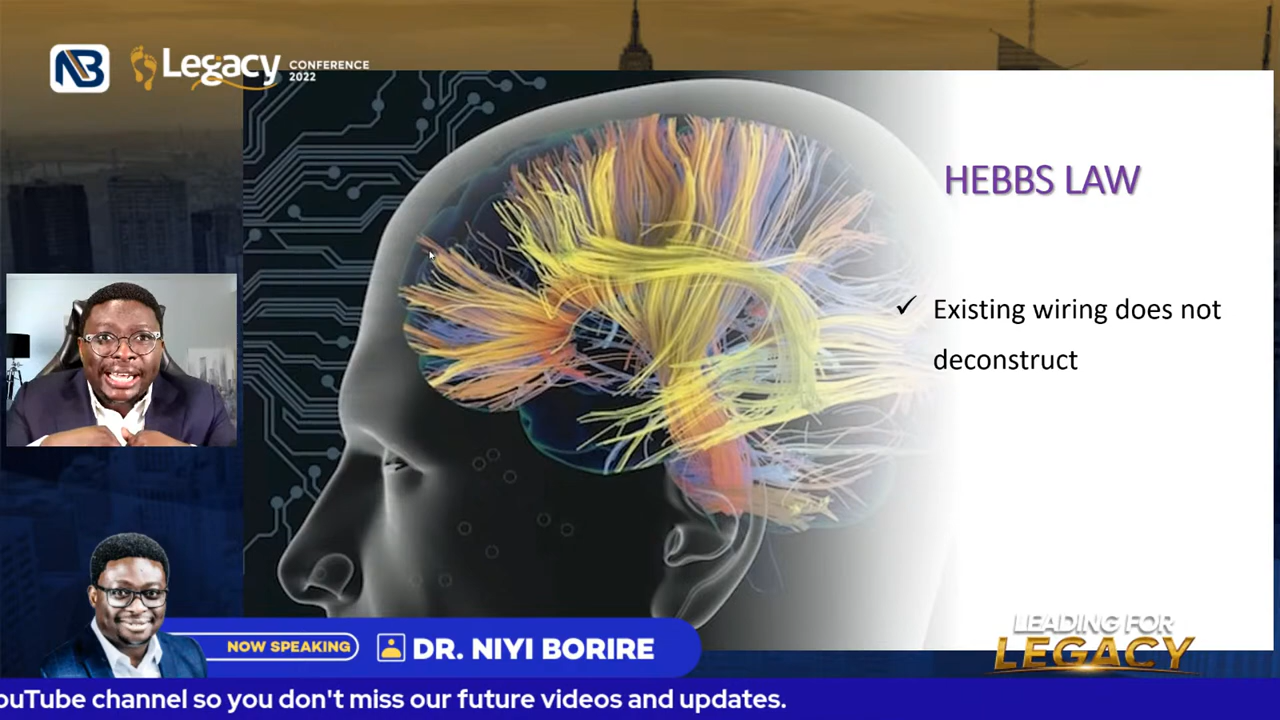 NB
Legacy
CONFERENCE
2022
HEBBS LAW
✓ Existing wiring does not
deconstruct
NOW SPEAKING
DR. NIYI BORIRE
LEADING FOR
LEGACY
ouTube channel so you don't miss our future videos and updates.